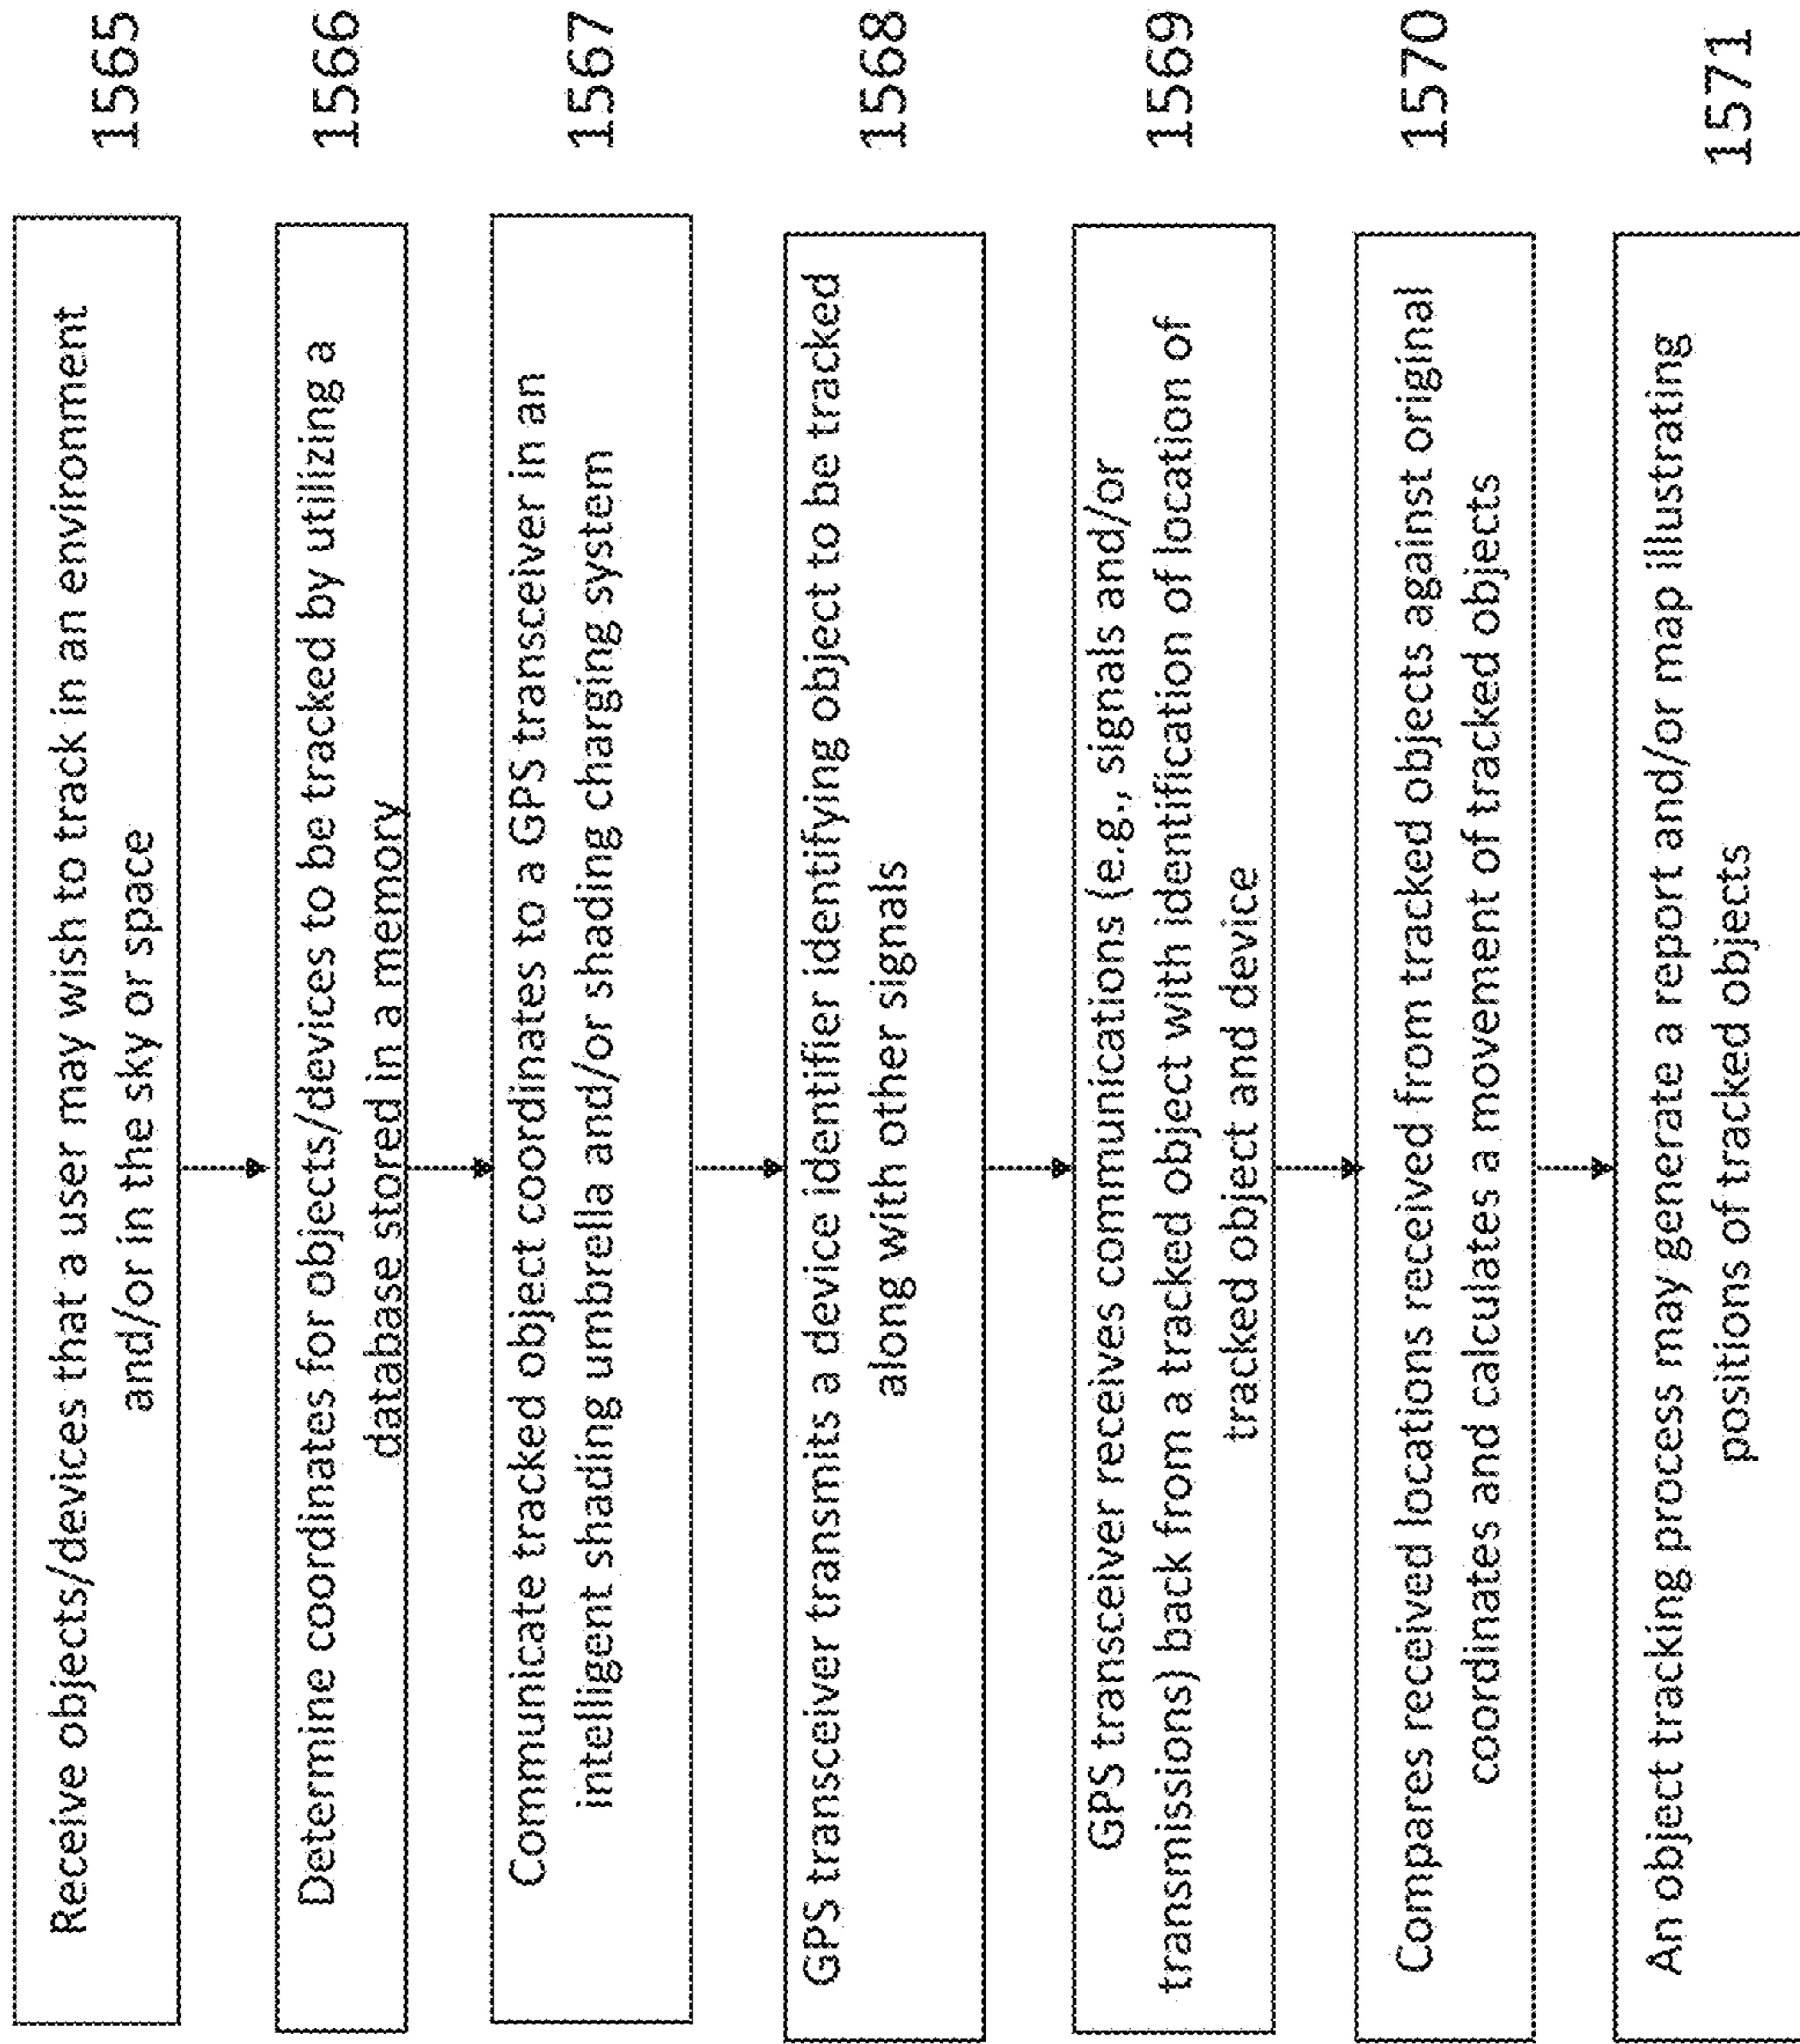 Receive objects/devices that a user may wish to track in an environment
and/or in the sky or space
1565
Determine coordinates for objects/devices to be tracked by utilizing a
database stored in a memory
1566
Communicate tracked object coordinates to a GPS transceiver in an
intelligent shading umbrella and/or shading charging system
1567
GPS transceiver transmits a device identifier identifying object to be tracked
along with other signals
1568
GPS transceiver receives communications (e.g., signals and/or
transmissions) back from a tracked object with identification of location of
tracked object and device
1569
Compares received locations received from tracked objects against original
coordinates and calculates a movement of tracked objects
1570
An object tracking process may generate a report and/or map illustrating
positions of tracked objects
1571